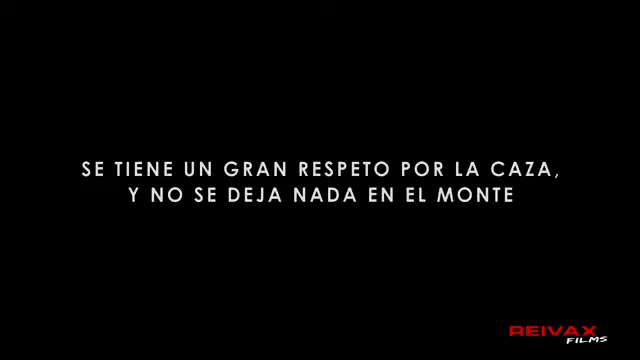 SE TIENE UN GRAN RESPETO POR LA CAZA,
Y NO SE DEJA NADA EN EL MONTE
REIVAX
FILMS